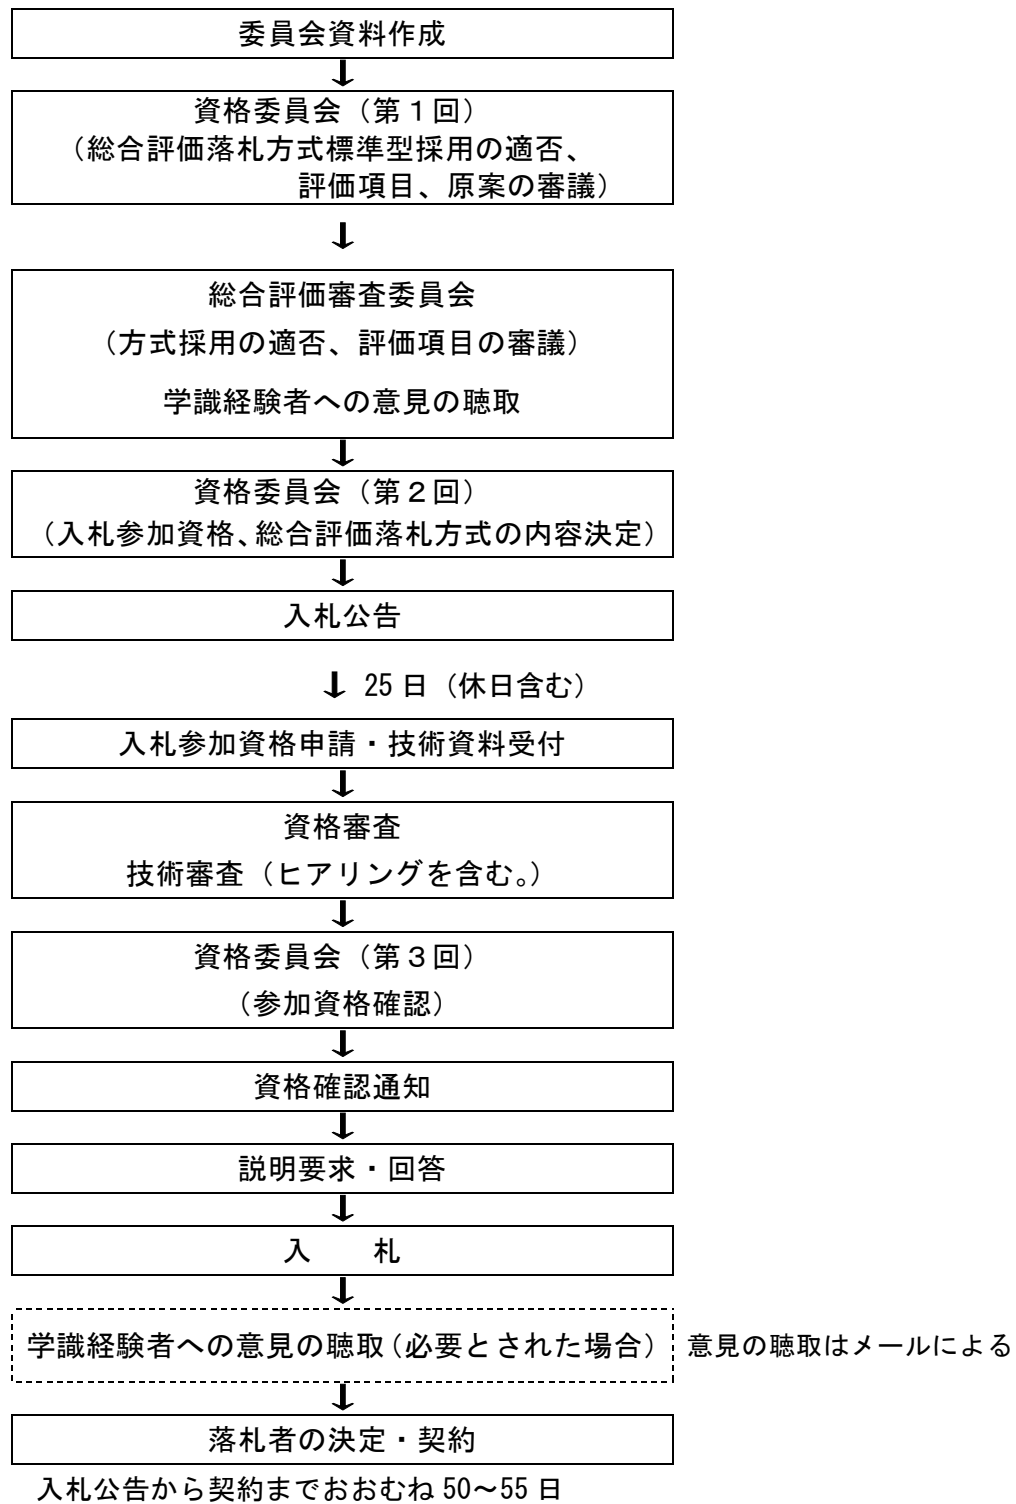 委員会資料作成
↓
資格委員会（第１回）
（総合評価落札方式標準型採用の適否、
評価項目、原案の審議）
↓
総合評価審査委員会
（方式採用の適否、評価項目の審議）
学識経験者への意見の聴取
↓
資格委員会（第２回）
（入札参加資格、総合評価落札方式の内容決定）
↓
入札公告
↓ 25日（休日含む）
入札参加資格申請・技術資料受付
↓
資格審査
技術審査（ヒアリングを含む。）
↓
資格委員会（第３回）
（参加資格確認）
↓
資格確認通知
↓
説明要求・回答
↓
入　　札
↓
学識経験者への意見の聴取（必要とされた場合） 意見の聴取はメールによる
↓
落札者の決定・契約
入札公告から契約までおおむね50～55日